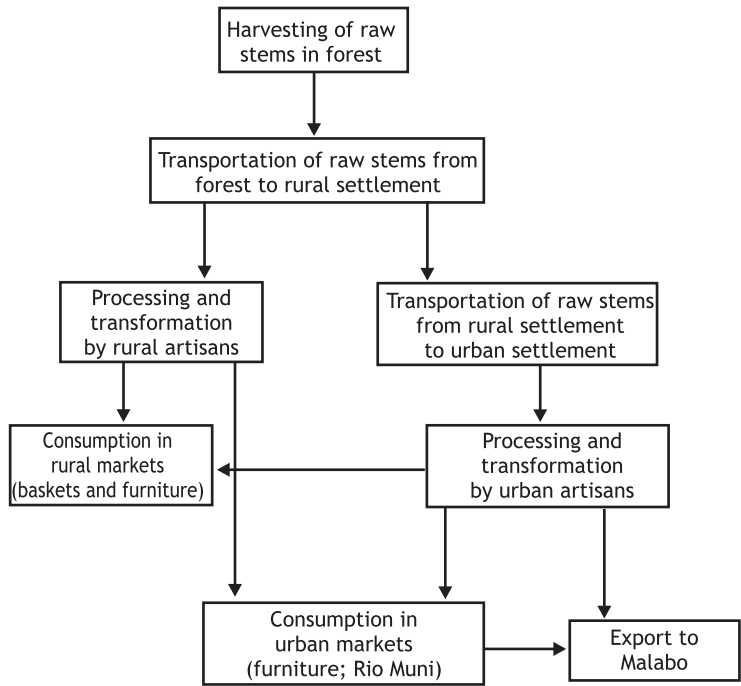 Harvesting of raw
stems in forest
Transportation of raw stems from
forest to rural settlement
Processing and
transformation
by rural artisans
Transportation of raw stems
from rural settlement
to urban settlement
Consumption in
rural markets
(baskets and furniture)
Processing and
transformation
by urban artisans
Consumption in
urban markets
(furniture; Rio Muni)
Export to
Malabo